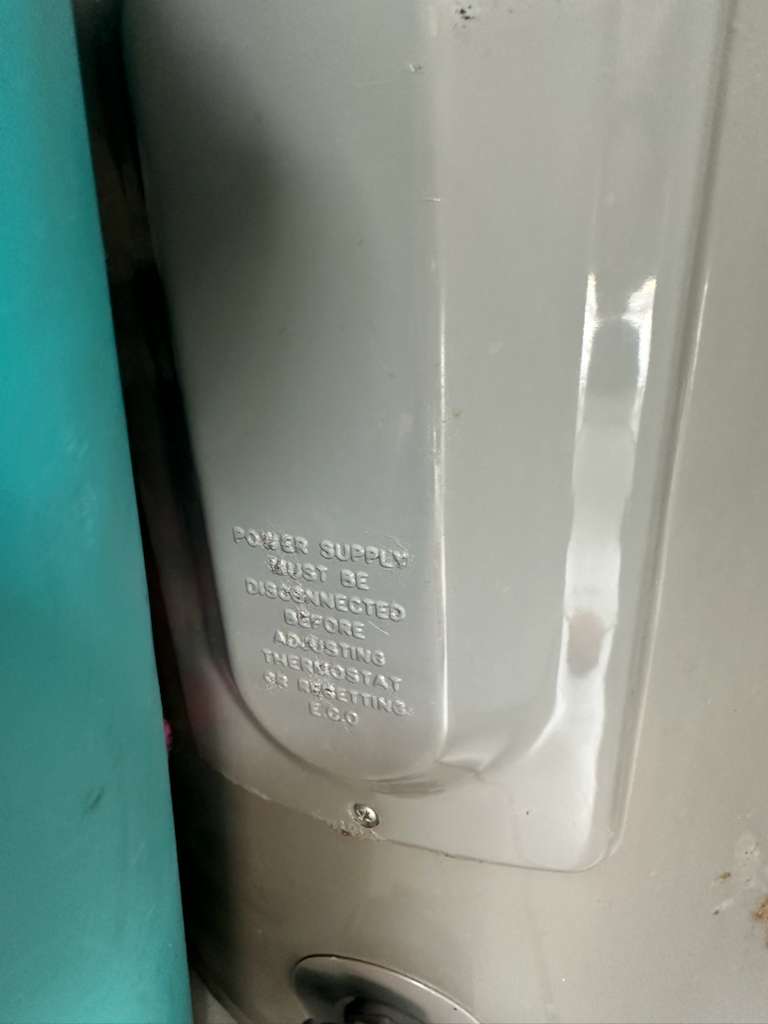 POWER SUPPLY
MUST BE
DISCONNECTED
BEFORE
ADJUSTING
THERMOSTAT
OR RESETTING
E.C.O